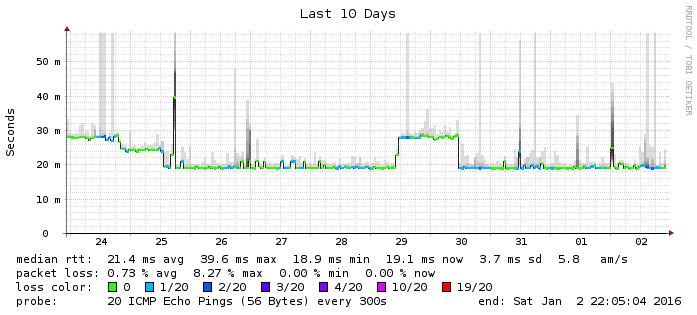 Last 10 Days
RRDTOOL / TOBI OETIKER
Seconds
50 m
40 m
30 m
20 m
10 m
0
24 25 26 27 28 29 30 31 01 02
median rtt: 21.4 ms avg 39.6 ms max 18.9 ms min 19.1 ms now 3.7 ms sd 5.8 am/s
packet loss: 0.73 % avg 8.27 % max 0.00 % min 0.00 % now
loss color: 0 1/20 2/20 3/20 4/20 10/20 19/20
probe: 20 ICMP Echo Pings (56 Bytes) every 300s end: Sat Jan 2 22:05:04 2016